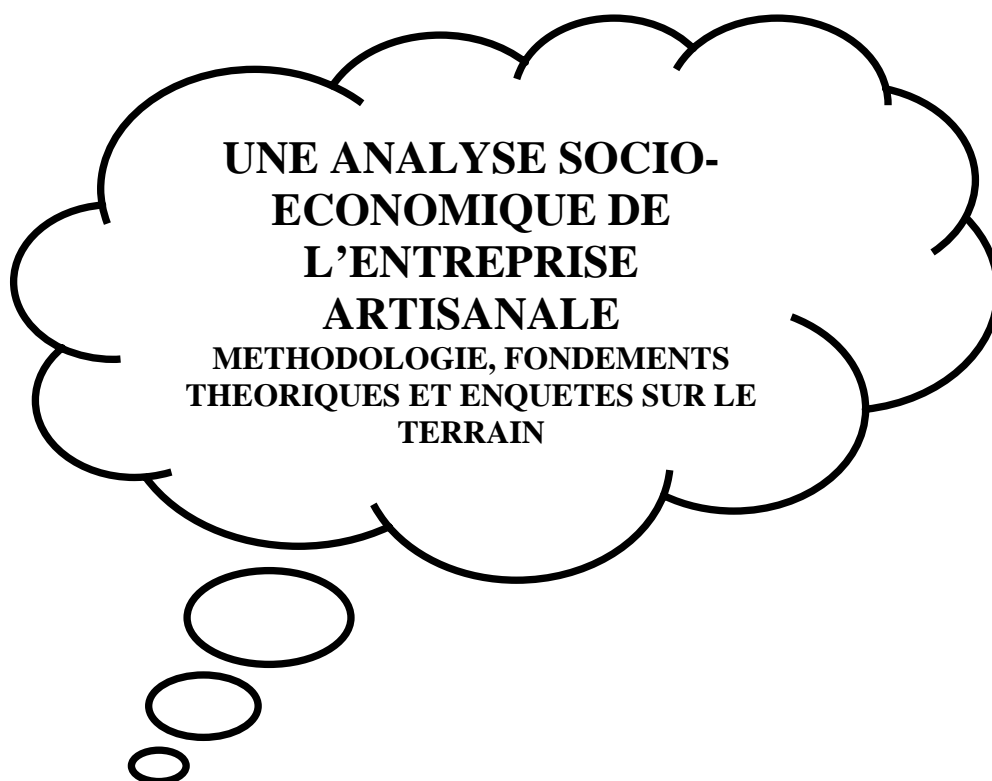 UNE ANALYSE SOCIO-
ECONOMIQUE DE
L’ENTREPRISE
ARTISANALE
METHODOLOGIE, FONDEMENTS
THEORIQUES ET ENQUETES SUR LE
TERRAIN